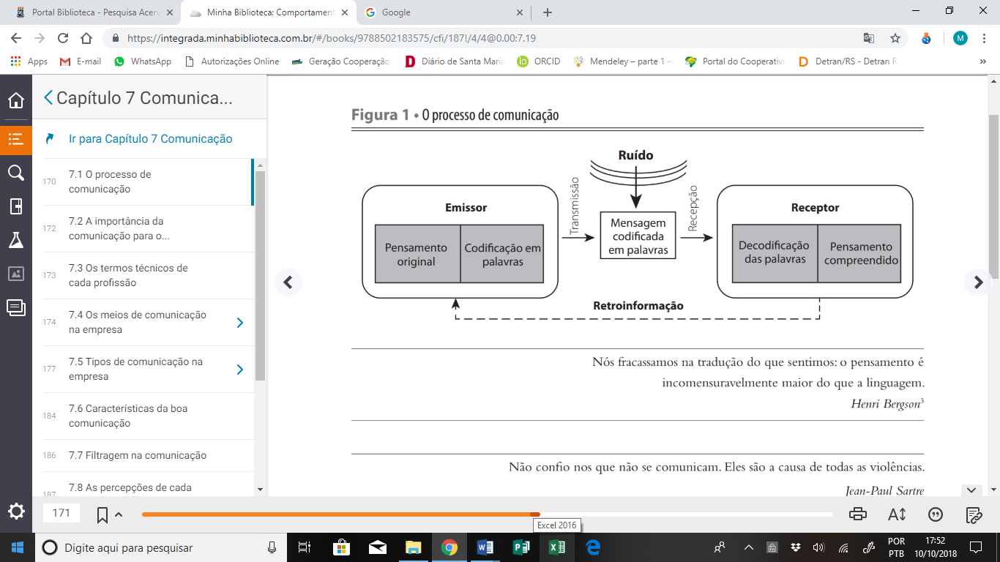 Portal Biblioteca - Pesquisa Acerv
Minha Biblioteca: Comportament
Google
https://integrada.minhabiblioteca.com.br/#/books/9788502183575/cfi/187!/4/4@0.00:7.19
M
Apps
E-mail
WhatsApp
Autorizações Online
Geração Cooperação
Diário de Santa Maria
ORCID
Mendeley – parte 1 –
Portal do Cooperativi
Detran/RS - Detran R
»
Capítulo 7 Comunica...
Ir para Capítulo 7 Comunicação
170
7.1 O processo de
comunicação
172
7.2 A importância da
comunicação para o...
173
7.3 Os termos técnicos de
cada profissão
174
7.4 Os meios de comunicação
na empresa
177
7.5 Tipos de comunicação na
empresa
184
7.6 Características da boa
comunicação
186
7.7 Filtragem na comunicação
187
7.8 As percepções de cada
Figura 1 • O processo de comunicação
Ruído
Transmissão
Recepção
Emissor
Pensamento
original
Codificação em
palavras
Mensagem
codificada
em palavras
Receptor
Decodificação
das palavras
Pensamento
compreendido
Retroinformação
Nós fracassamos na tradução do que sentimos: o pensamento é
incomensuravelmente maior do que a linguagem.
Henri Bergson³
Não confio nos que não se comunicam. Eles são a causa de todas as violências.
Jean-Paul Sartre
171
Excel 2016
Digite aqui para pesquisar
POR
PTB
17:52
10/10/2018